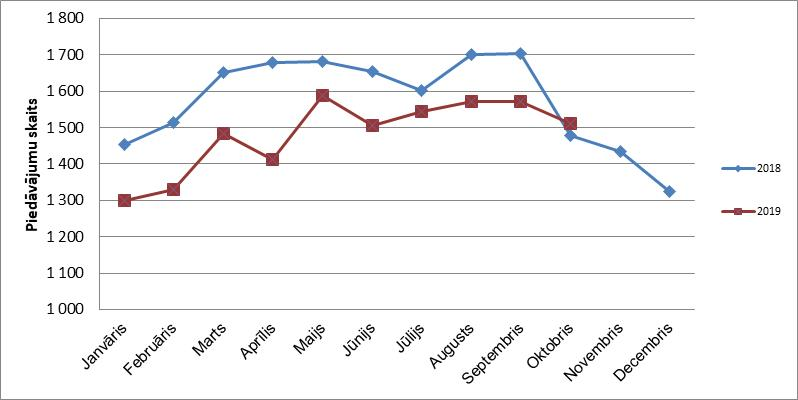 1 800
1 700
1 600
1 500
1 400
1 300
1 200
1 100
1 000
Piedāvājumu skaits
Janvāris
Februāris
Marts
Aprīlis
Maijs
Jūnijs
Jūlijs
Augusts
Septembris
Oktobris
Novembris
Decembris
2018
2019